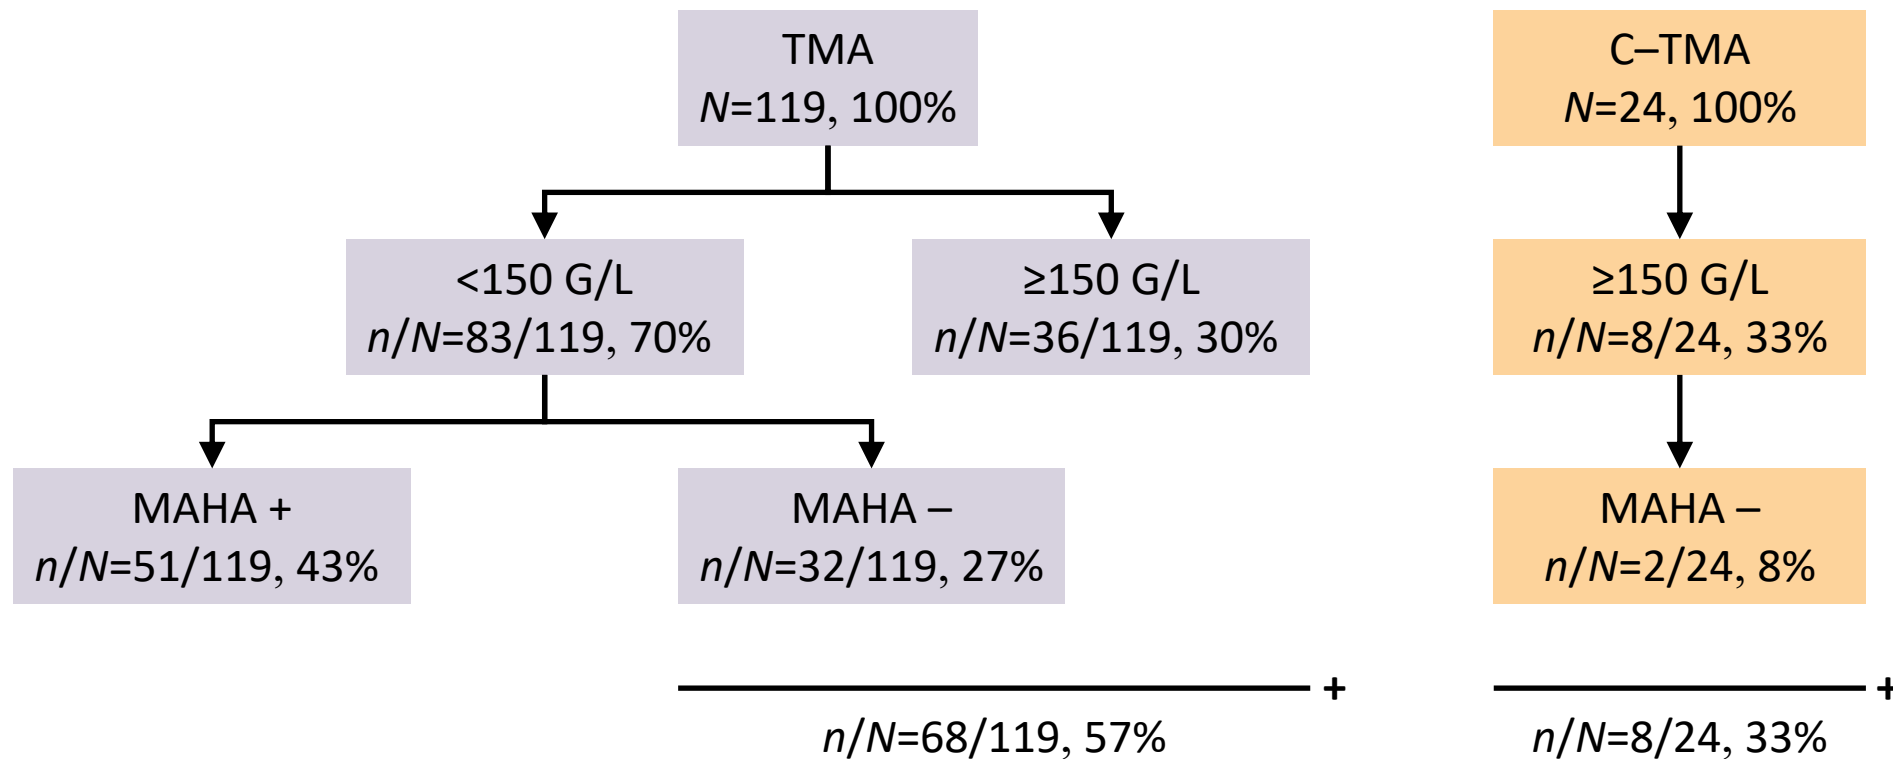 TMA
N=119, 100%
C–TMA
N=24, 100%
<150 G/L
n/N=83/119, 70%
≥150 G/L
n/N=36/119, 30%
≥150 G/L
n/N=8/24, 33%
MAHA +
n/N=51/119, 43%
MAHA –
n/N=32/119, 27%
MAHA –
n/N=2/24, 8%
+
+
n/N=68/119, 57%
n/N=8/24, 33%